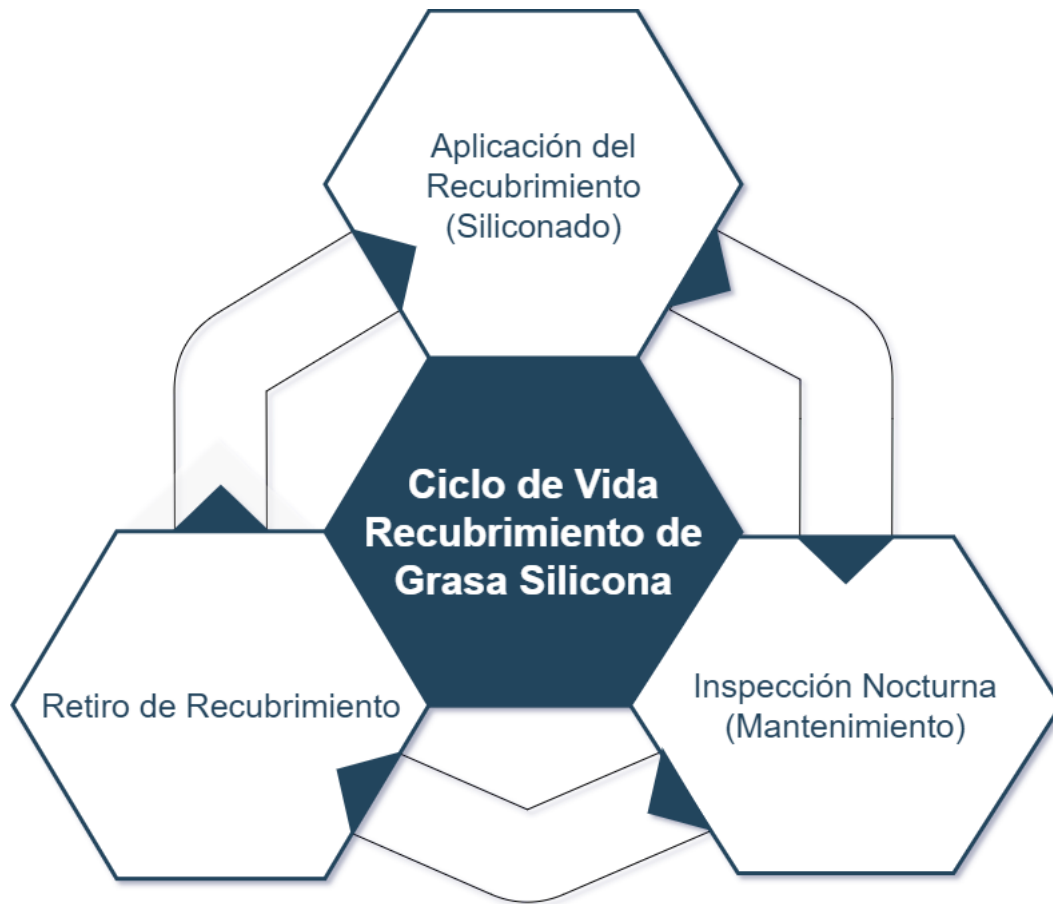 Aplicación del
Recubrimiento
(Siliconado)
Ciclo de Vida
Recubrimiento de
Grasa Silicona
Retiro de Recubrimiento
Inspección Nocturna
(Mantenimiento)